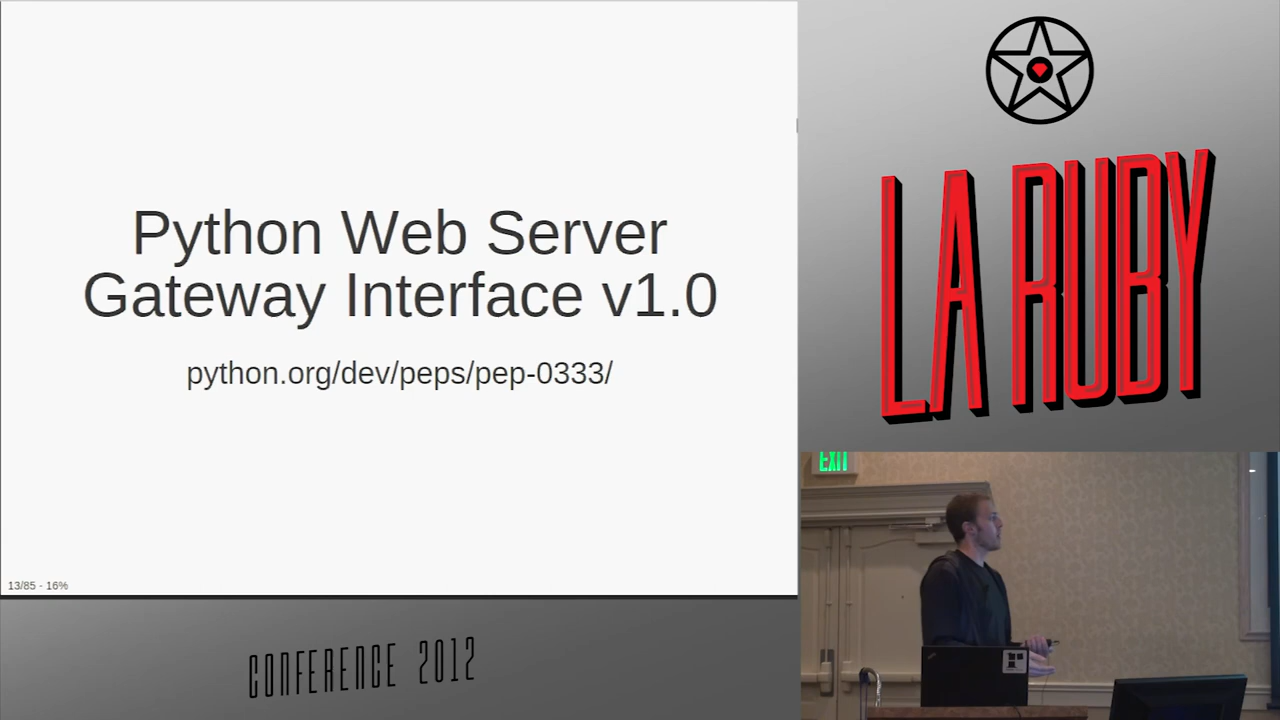 Python Web Server
Gateway Interface v1.0
python.org/dev/peps/pep-0333/
13/85 - 16%
LA RUBY
EXIT
CONFERENCE 2012